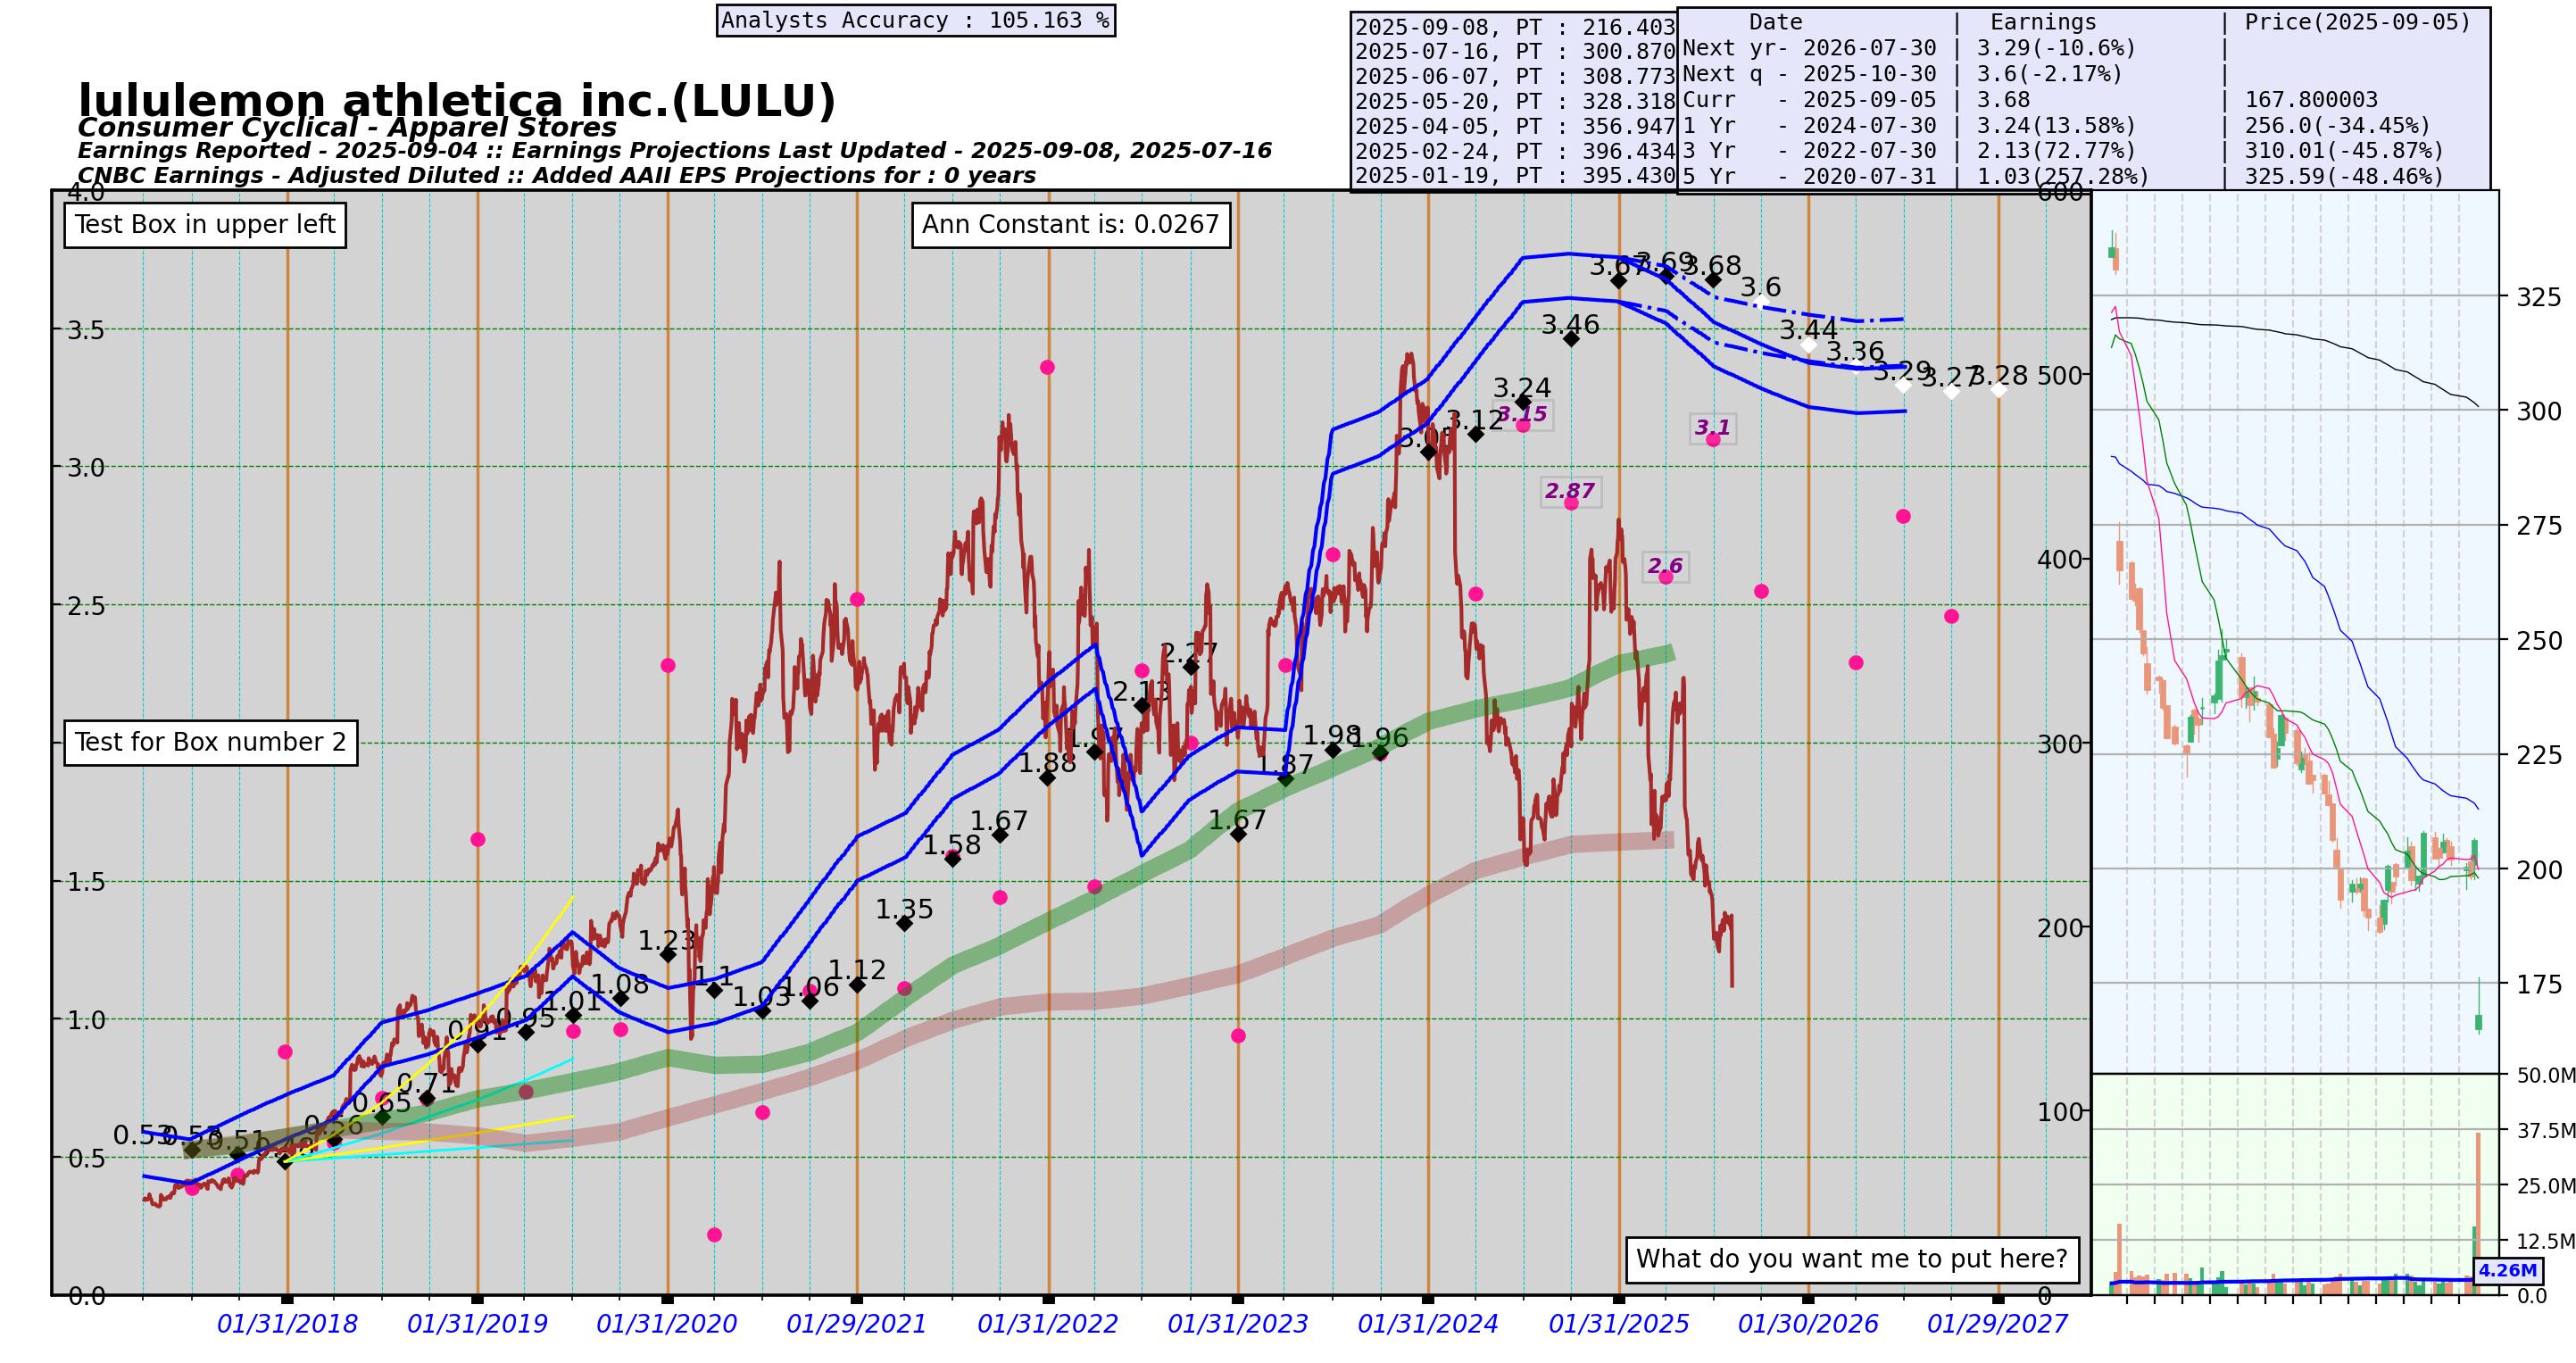 Analysts Accuracy : 105.163 %
2025-09-08, PT : 216.403
2025-07-16, PT : 300.870
2025-06-07, PT : 308.773
2025-05-20, PT : 328.318
2025-04-05, PT : 356.947
2025-02-24, PT : 396.434
2025-01-19, PT : 395.430
Date | Earnings | Price(2025-09-05)
Next yr- 2026-07-30 | 3.29(-10.6%) |
Next q - 2025-10-30 | 3.6(-2.17%) |
Curr - 2025-09-05 | 3.68 | 167.800003
1 Yr - 2024-07-30 | 3.24(13.58%) | 256.0(-34.45%)
3 Yr - 2022-07-30 | 2.13(72.77%) | 310.01(-45.87%)
5 Yr - 2020-07-31 | 1.03(257.28%) | 325.59(-48.46%)
lululemon athletica inc.(LULU)
Consumer Cyclical - Apparel Stores
Earnings Reported - 2025-09-04 :: Earnings Projections Last Updated - 2025-09-08, 2025-07-16
CNBC Earnings - Adjusted Diluted :: Added AAII EPS Projections for : 0 years
Test Box in upper left
Ann Constant is: 0.0267
Test for Box number 2
What do you want me to put here?
4.0
3.5
3.0
2.5
1.5
1.0
0.5
0.0
600
500
400
300
200
100
0
0.53
0.51
0.56
0.65
0.71
0.91
0.95
1.01
1.08
1.23
1.1
1.03
1.06
1.12
1.35
1.58
1.67
1.88
1.97
2.13
2.27
1.67
1.87
1.98
1.96
3.12
3.24
3.15
3.46
2.87
3.67
3.69
2.6
3.68
3.1
3.6
3.44
3.36
3.29
3.27
3.28
325
300
275
250
225
200
175
50.0M
37.5M
25.0M
12.5M
4.26M
0.0
01/31/2018
01/31/2019
01/31/2020
01/29/2021
01/31/2022
01/31/2023
01/31/2024
01/31/2025
01/30/2026
01/29/2027